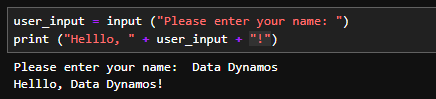 user_input = input ("Please enter your name: ")
print ("Helllo, " + user_input + "!")
Please enter your name:  Data Dynamos
Helllo, Data Dynamos!